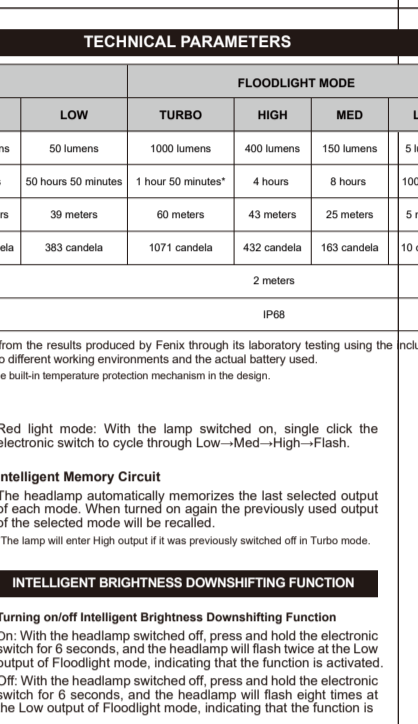 TECHNICAL PARAMETERS
FLOODLIGHT MODE
LOW TURBO HIGH MED
50 lumens 1000 lumens 400 lumens 150 lumens
50 hours 50 minutes 1 hour 50 minutes* 4 hours 8 hours
39 meters 60 meters 43 meters 25 meters
383 candela 1071 candela 432 candela 163 candela
2 meters
IP68
from the results produced by Fenix through its laboratory testing using the
different working environments and the actual battery used.
built-in temperature protection mechanism in the design.
Red light mode: With the lamp switched on, single click the
electronic switch to cycle through Low→Med→High→Flash.
ntelligent Memory Circuit
The headlamp automatically memorizes the last selected output
of each mode. When turned on again the previously used output
of the selected mode will be recalled.
The lamp will enter High output if it was previously switched off in Turbo mode.
INTELLIGENT BRIGHTNESS DOWNSHIFTING FUNCTION
Turning on/off Intelligent Brightness Downshifting Function
On: With the headlamp switched off, press and hold the electronic
switch for 6 seconds, and the headlamp will flash twice at the Low
output of Floodlight mode, indicating that the function is activated.
Off: With the headlamp switched off, press and hold the electronic
switch for 6 seconds, and the headlamp will flash eight times at
the Low output of Floodlight mode, indicating that the function is